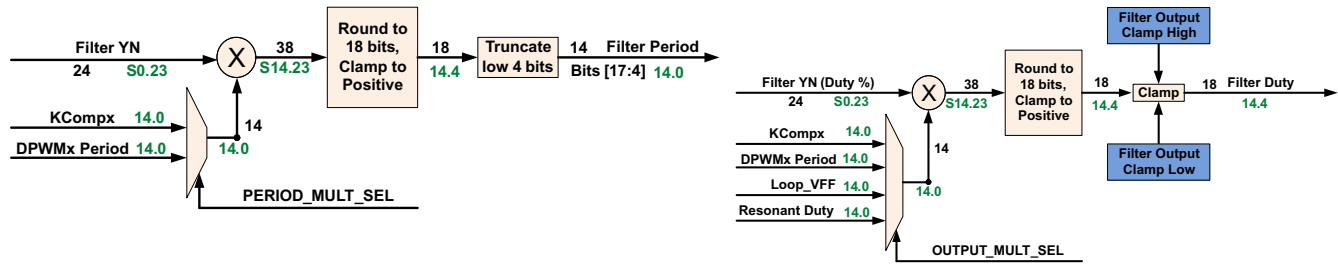 Filter YN
24 S0.23
X
38
S14.23
Round to
18 bits,
Clamp to
Positive
18
14.4
Truncate
low 4 bits
14 Filter Period
Bits [17:4] 14.0
KCompx 14.0
DPWMx Period 14.0
14
14.0
PERIOD_MULT_SEL
Filter YN (Duty %)
24 S0.23
X
38
S14.23
Round to
18 bits,
Clamp to
Positive
18
14.4
Filter Output
Clamp High
Clamp
18 Filter Duty
14.4
Filter Output
Clamp Low
KCompx 14.0
DPWMx Period 14.0
Loop_VFF 14.0
Resonant Duty 14.0
14
14.0
OUTPUT_MULT_SEL